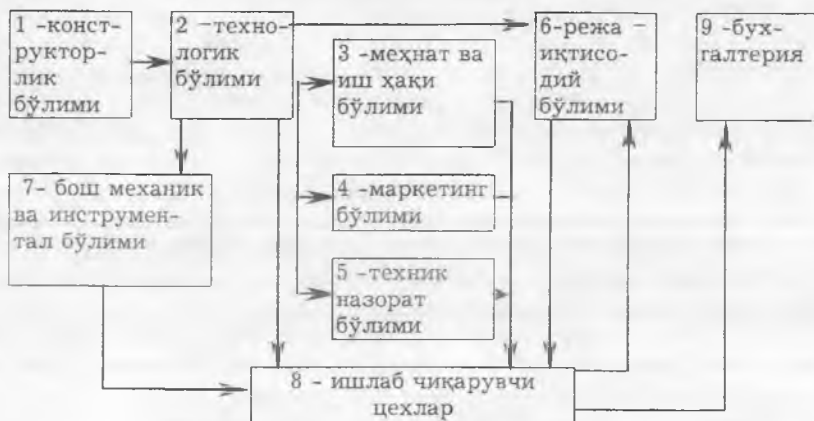 1 -конст-
руктор-
лик
бўлими
2 -техно-
логик
бўлими
3 -меҳнат ва
иш ҳақи
бўлими
4 -маркетинг
бўлими
5 -техник
назорат
бўлими
6-режа -
иқтисо-
дий
бўлими
9 -бух-
галтерия
7- бош механик
ва инструмен-
тал бўлими
8 - ишлаб чиқарувчи
цехлар